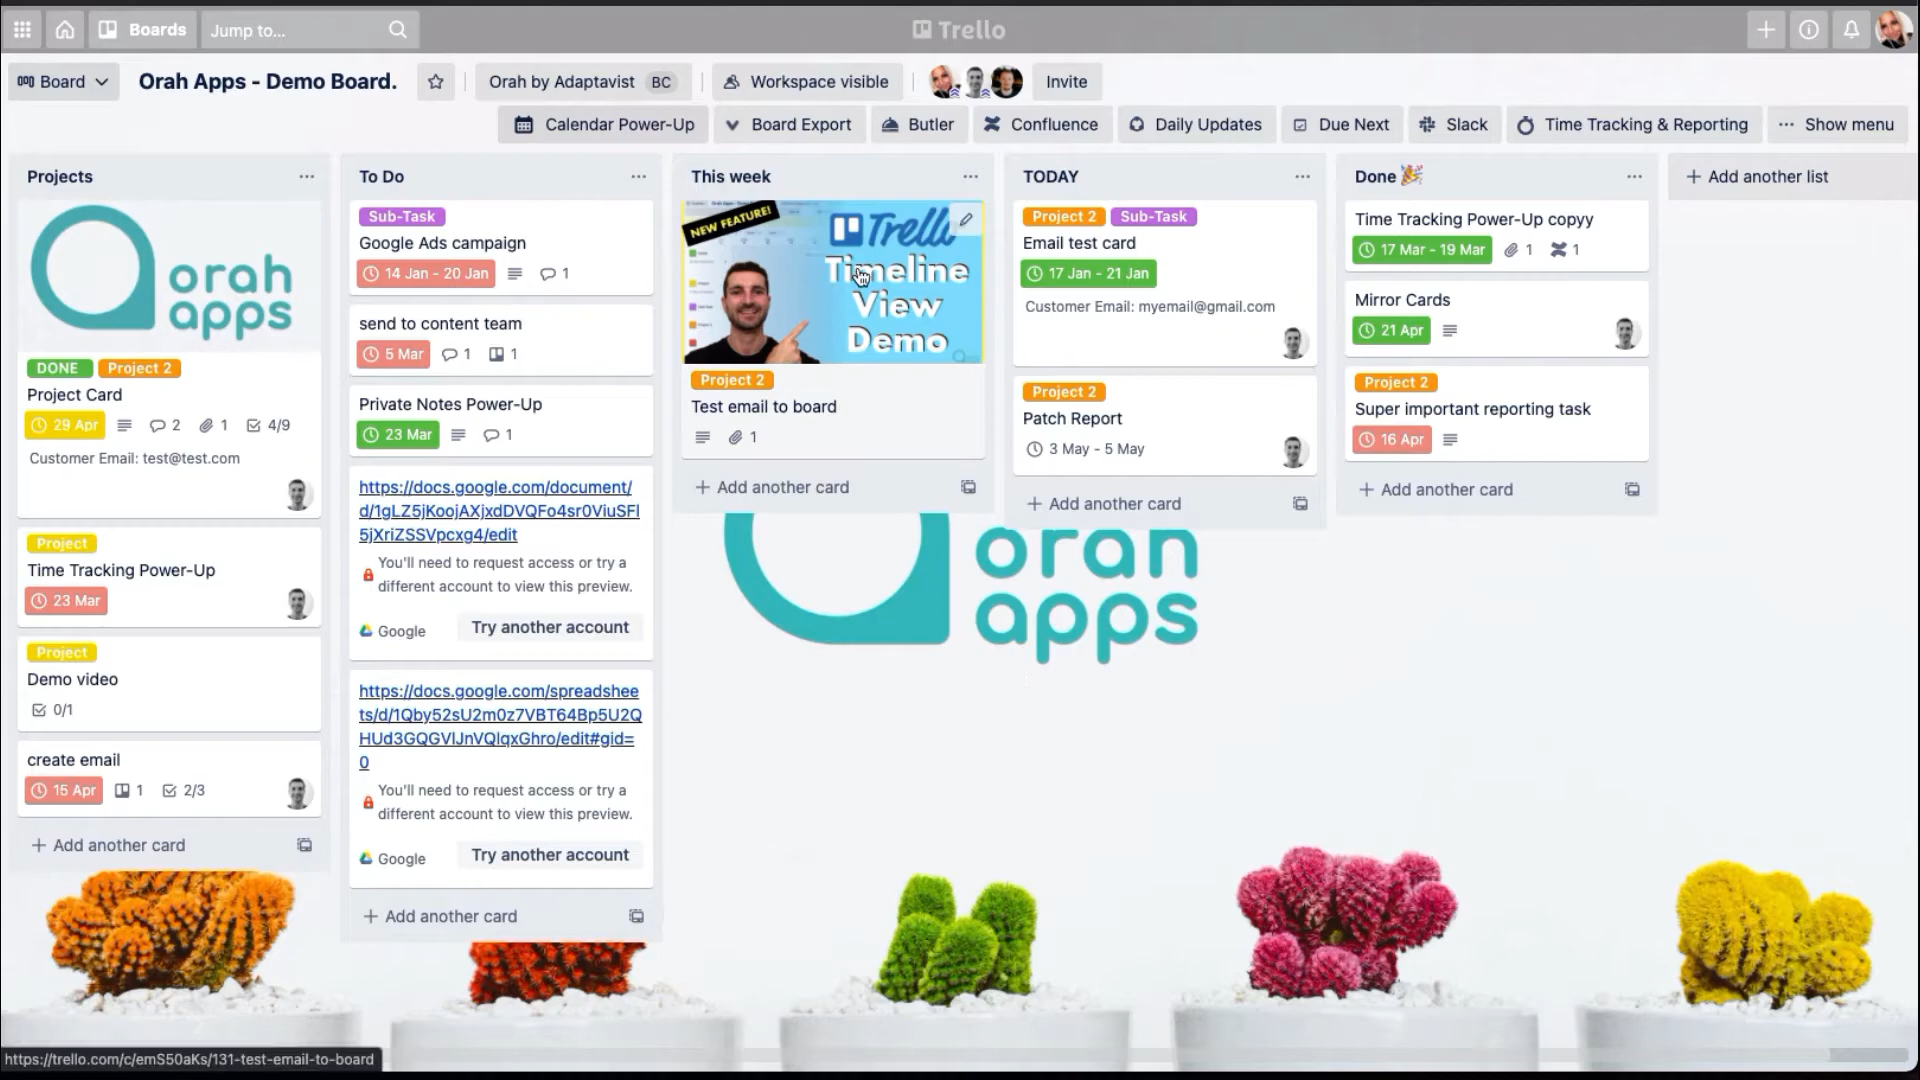 Boards
Jump to...
Trello
Board
Orah Apps - Demo Board.
Orah by Adaptavist BC
Workspace visible
Invite
Calendar Power-Up
Board Export
Butler
Confluence
Daily Updates
Due Next
Slack
Time Tracking & Reporting
Show menu
Projects
orah
apps
DONE Project 2
Project Card
29 Apr 2 1 4/9
Customer Email: test@test.com
Project
Time Tracking Power-Up
23 Mar
Project
Demo video
0/1
create email
15 Apr 1 2/3
Add another card
To Do
Sub-Task
Google Ads campaign
14 Jan - 20 Jan 1
send to content team
5 Mar 1 1
Private Notes Power-Up
23 Mar 1
https://docs.google.com/document/
d/1gLZ5jKoojAXjxdDVQFo4sr0ViuSFl
5jXriZSSVpcxg4/edit
You'll need to request access or try a
different account to view this preview.
Google Try another account
https://docs.google.com/spreadshee
ts/d/1Qby52sU2m0z7VBT64Bp5U2Q
HUd3GQGVIJnVQlqxGhro/edit#gid=
0
You'll need to request access or try a
different account to view this preview.
Google Try another account
Add another card
This week
NEW FEATURE!
Trello
Timeline
View
Demo
Project 2
Test email to board
1
Add another card
TODAY
Project 2 Sub-Task
Email test card
17 Jan - 21 Jan
Customer Email: myemail@gmail.com
Project 2
Patch Report
3 May - 5 May
Add another card
Done
Time Tracking Power-Up copyy
17 Mar - 19 Mar 1 1
Mirror Cards
21 Apr
Project 2
Super important reporting task
16 Apr
Add another card
Add another list
orah
apps
https://trello.com/c/emS50aKs/131-test-email-to-board